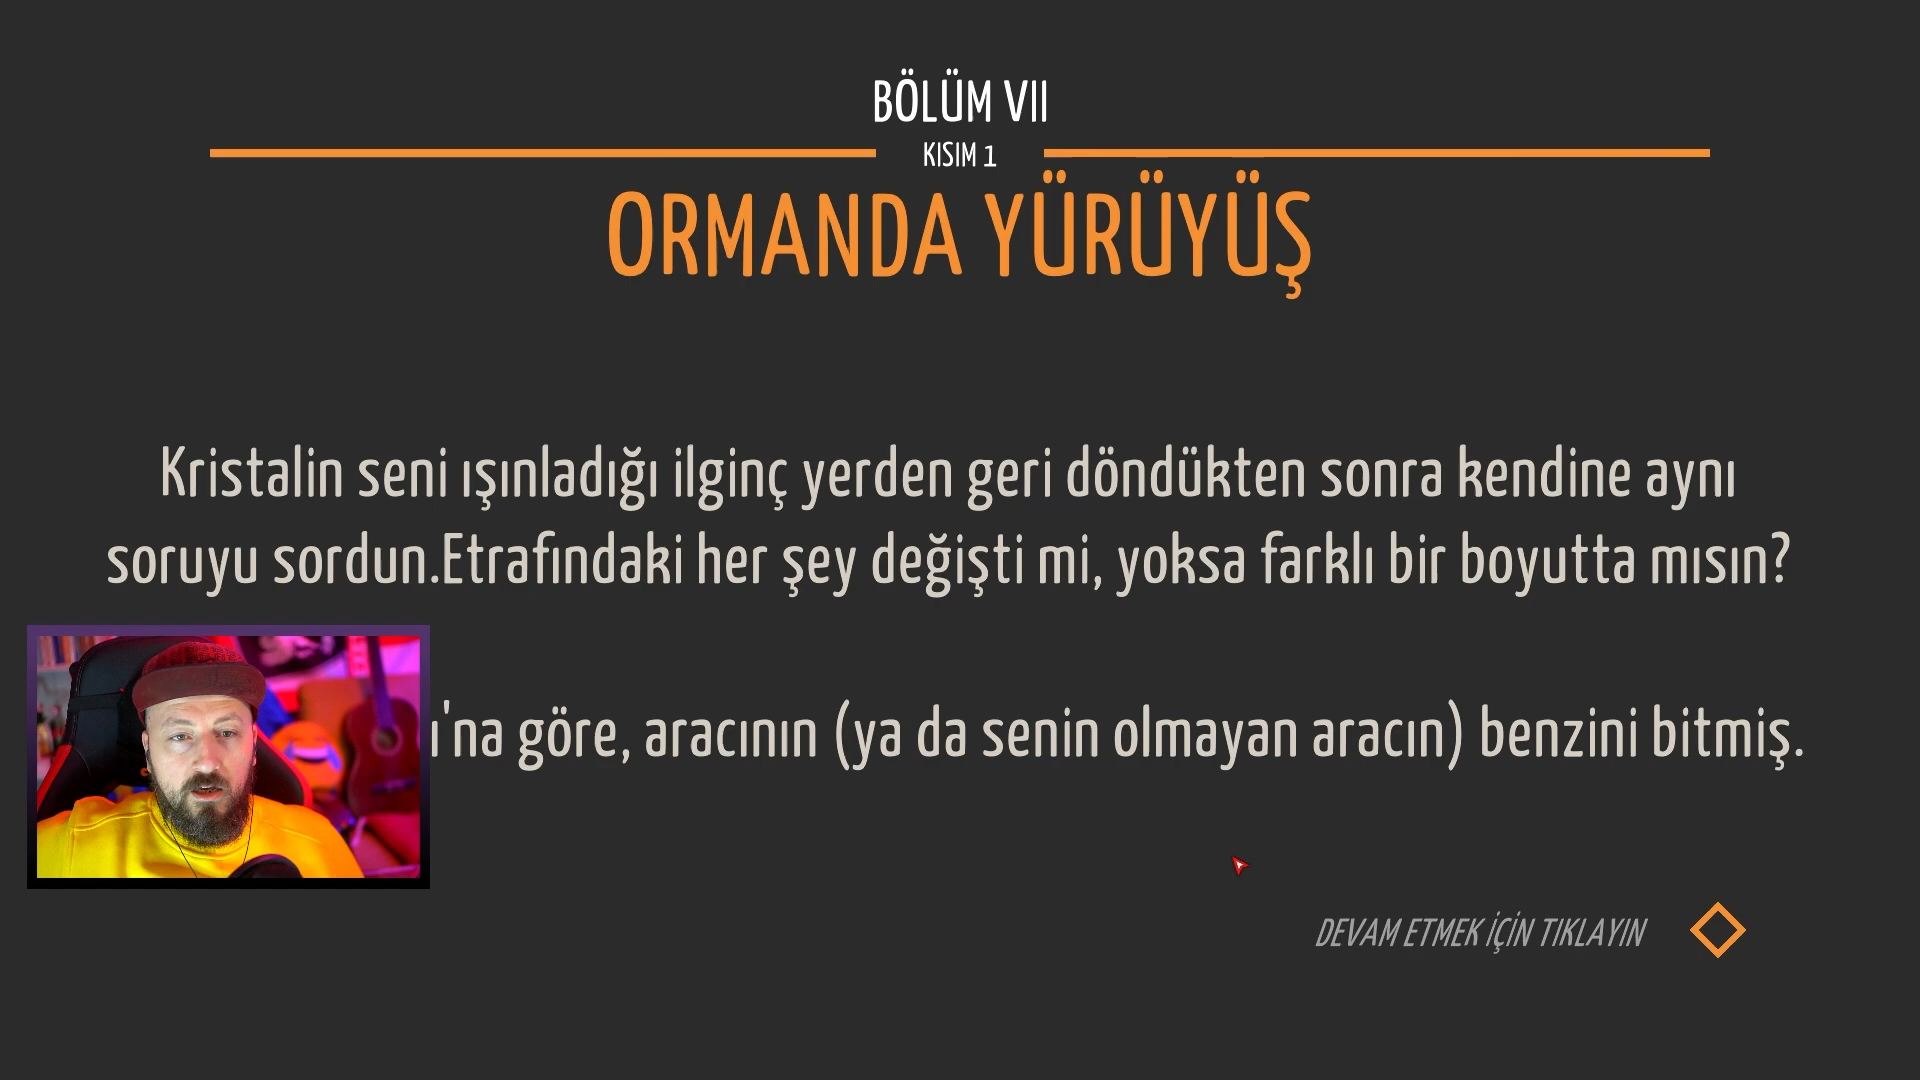 BÖLÜM VII
KISIM 1
ORMANDA YÜRÜYÜŞ
Kristalin seni ışınladığı ilginç yerden geri döndükten sonra kendine aynı
soruyu sordun.Etrafındaki her şey değişti mi, yoksa farklı bir boyutta mısın?
göre, aracının (ya da senin olmayan aracın) benzini bitmiş.
DEVAM ETMEK İÇİN TIKLAYIN